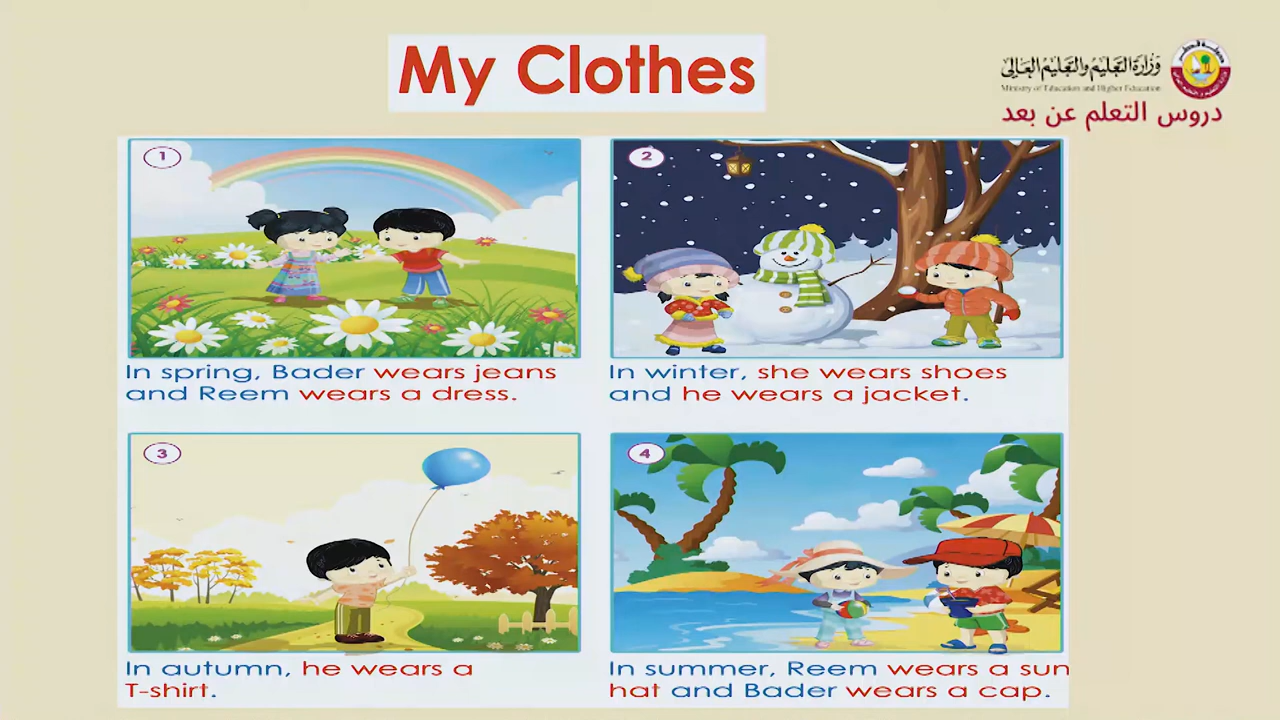 My Clothes
وزارة التعليم والتعليم العالي
Ministry of Education and Higher Education
دروس التعلم عن بعد
1
2
In spring, Bader wears jeans
and Reem wears a dress.
In winter, she wears shoes
and he wears a jacket.
3
4
In autumn, he wears a
T-shirt.
In summer, Reem wears a sun
hat and Bader wears a cap.